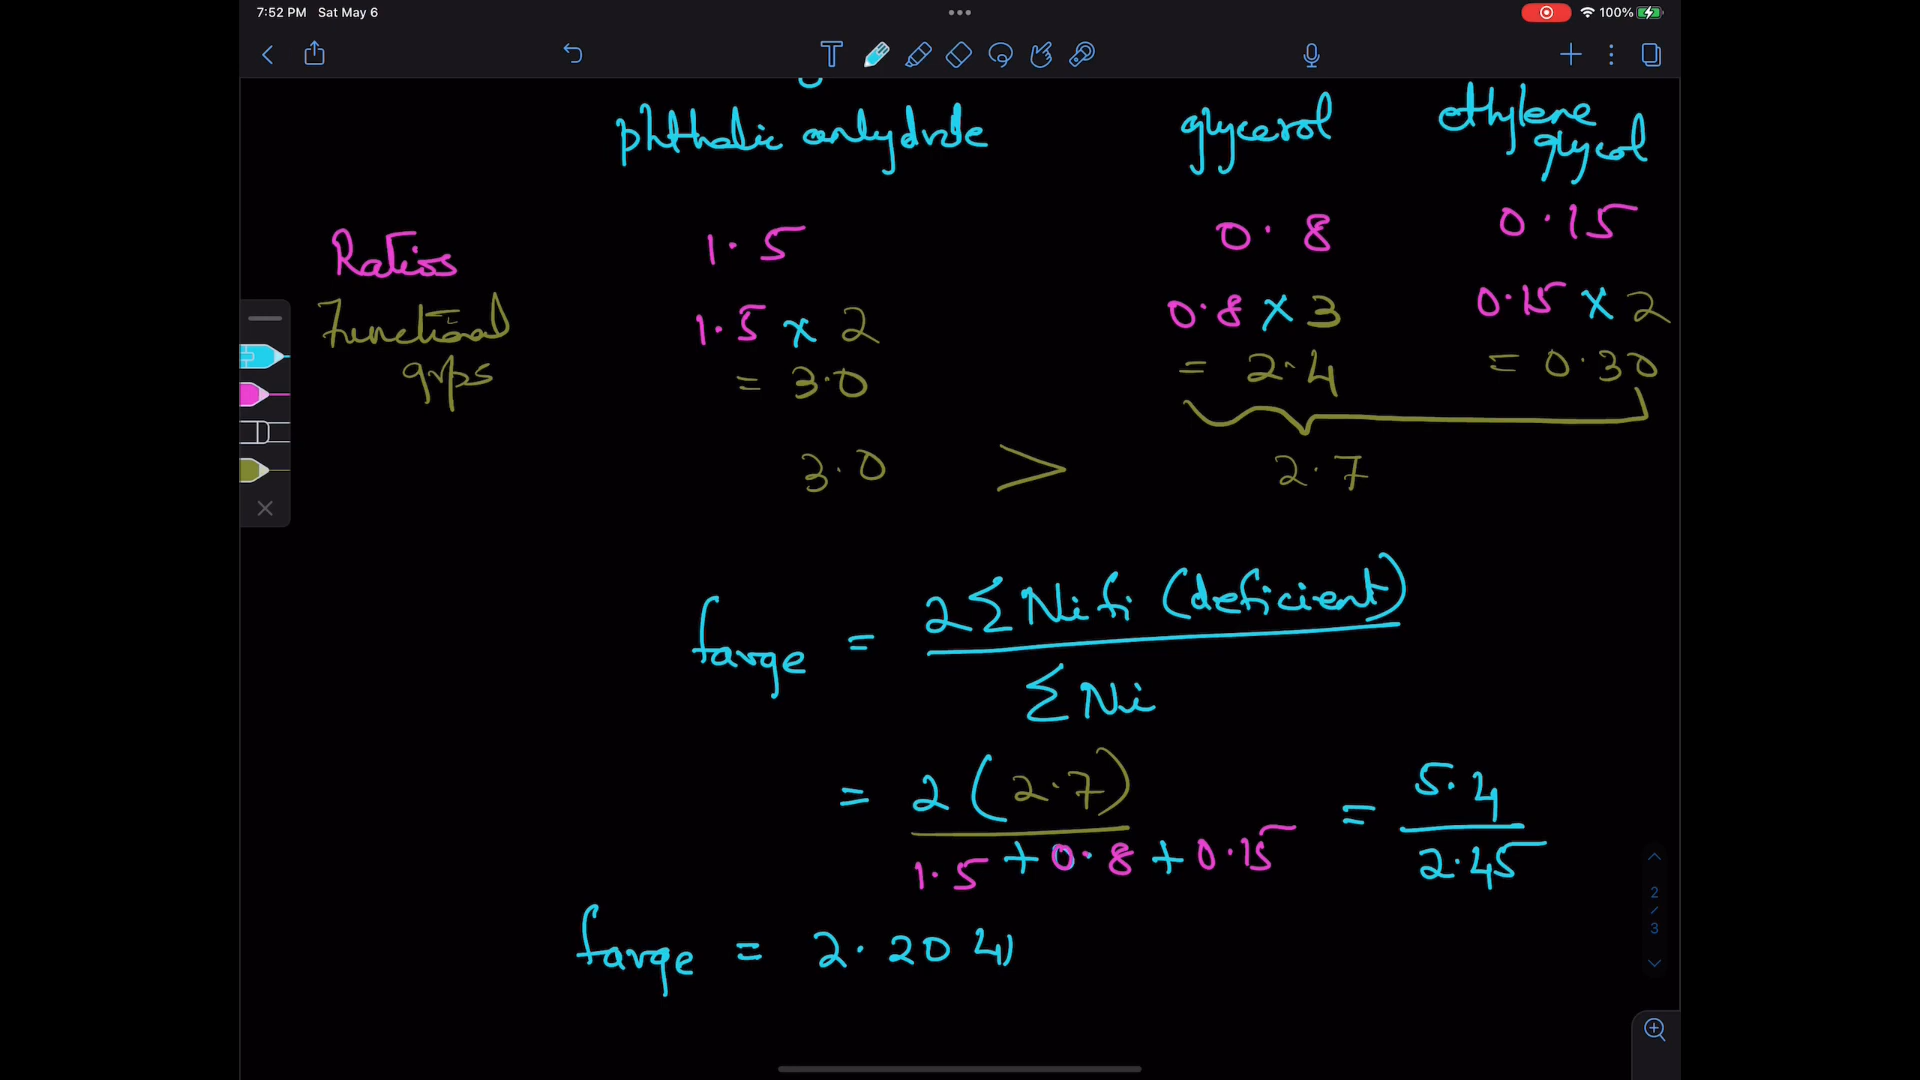 7:52 PM Sat May 6
100%
phthalic anhydride glycerol ethylene glycol
Ratios 1.5 0.8 0.15
Functional grps 1.5 x 2 0.8 x 3 0.15 x 2
= 3.0 = 2.4 = 0.30
3.0 > 2.7
favge = 2ΣNifi (deficient)
ΣNi
= 2 (2.7) = 5.4
1.5 + 0.8 + 0.15 2.45
favge = 2.204
2
/
3